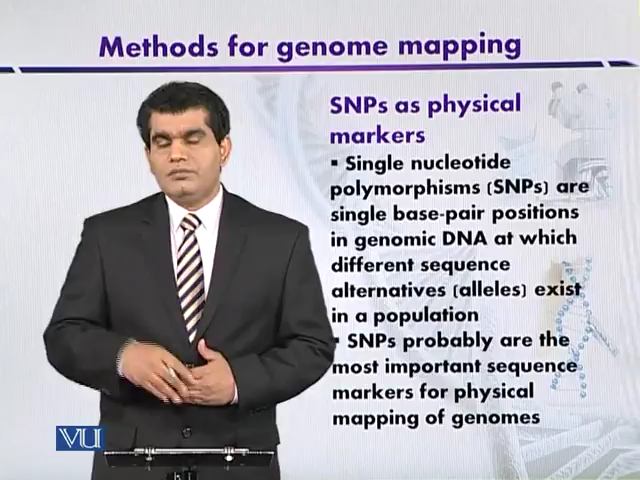 Methods for genome mapping
SNPs as physical
markers
▪ Single nucleotide
polymorphisms (SNPs) are
single base-pair positions
in genomic DNA at which
different sequence
alternatives (alleles) exist
in a population
▪ SNPs probably are the
most important sequence
markers for physical
mapping of genomes
VU